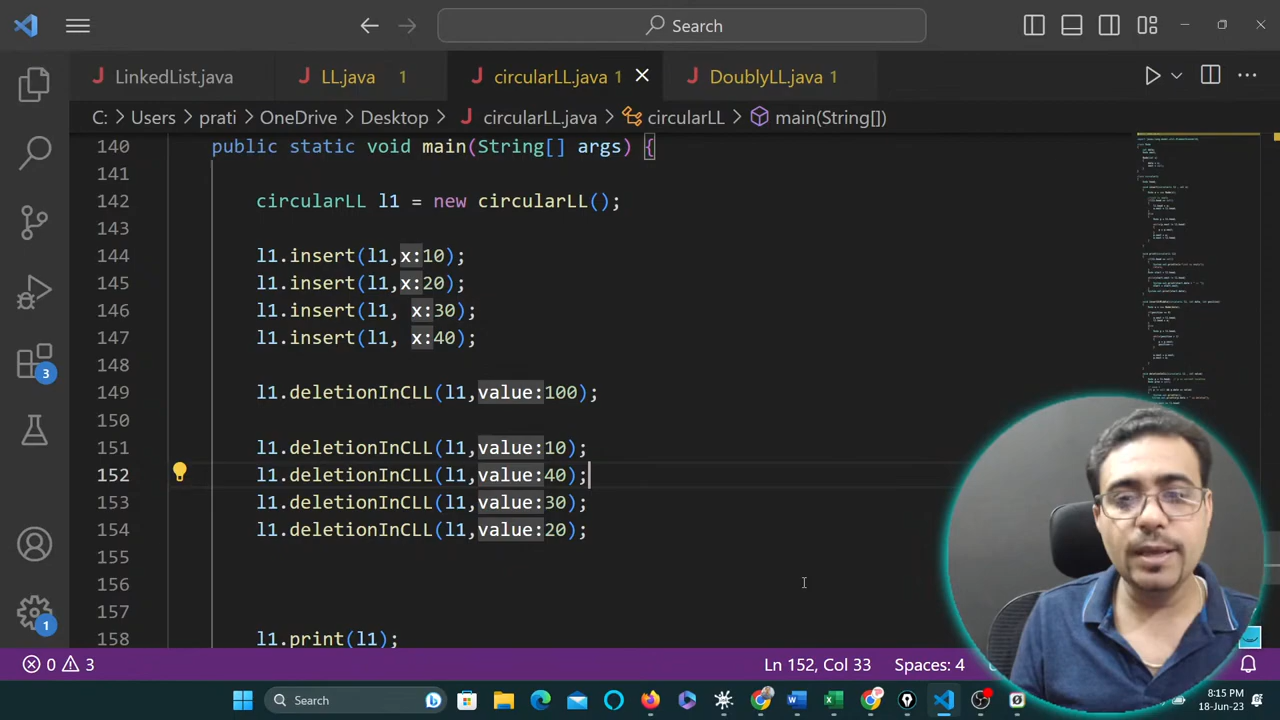 Search
LinkedList.java
LL.java 1
circularLL.java 1
DoublyLL.java 1
C: > Users > prati > OneDrive > Desktop > circularLL.java > circularLL > main(String[])
140 public static void main(String[] args) {
141
142 circularLL l1 = new circularLL();
143
144 l1.insert(l1,x:10);
145 l1.insert(l1,x:20);
146 l1.insert(l1, x:30);
147 l1.insert(l1, x:40);
148
149 l1.deletionInCLL(l1,value:100);
150
151 l1.deletionInCLL(l1,value:10);
152 l1.deletionInCLL(l1,value:40);
153 l1.deletionInCLL(l1,value:30);
154 l1.deletionInCLL(l1,value:20);
155
156
157
158 l1.print(l1);
3
1
0 3
Ln 152, Col 33
Spaces: 4
Search
8:15 PM
18-Jun-23